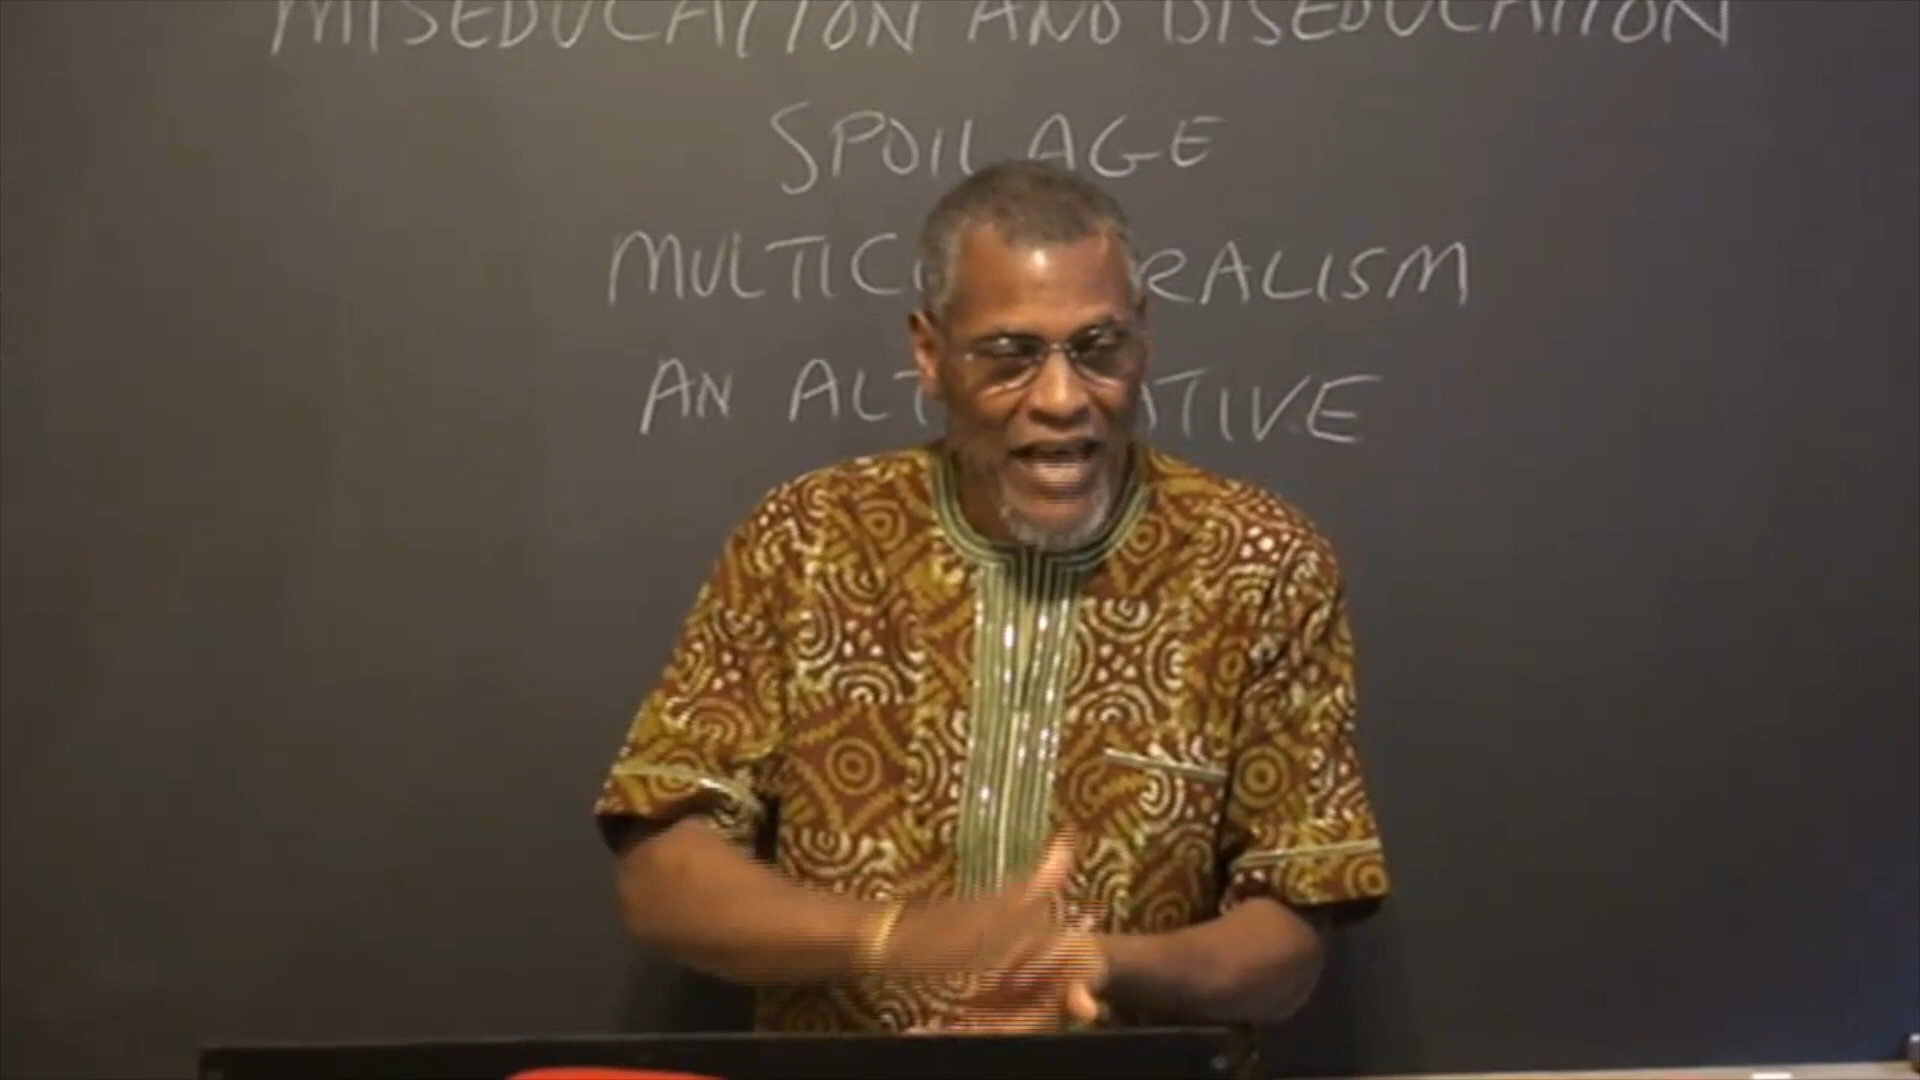 MISEDUCATION AND DISEDUCATION
SPOILAGE
MULTIC RALISM
AN ALT ATIVE